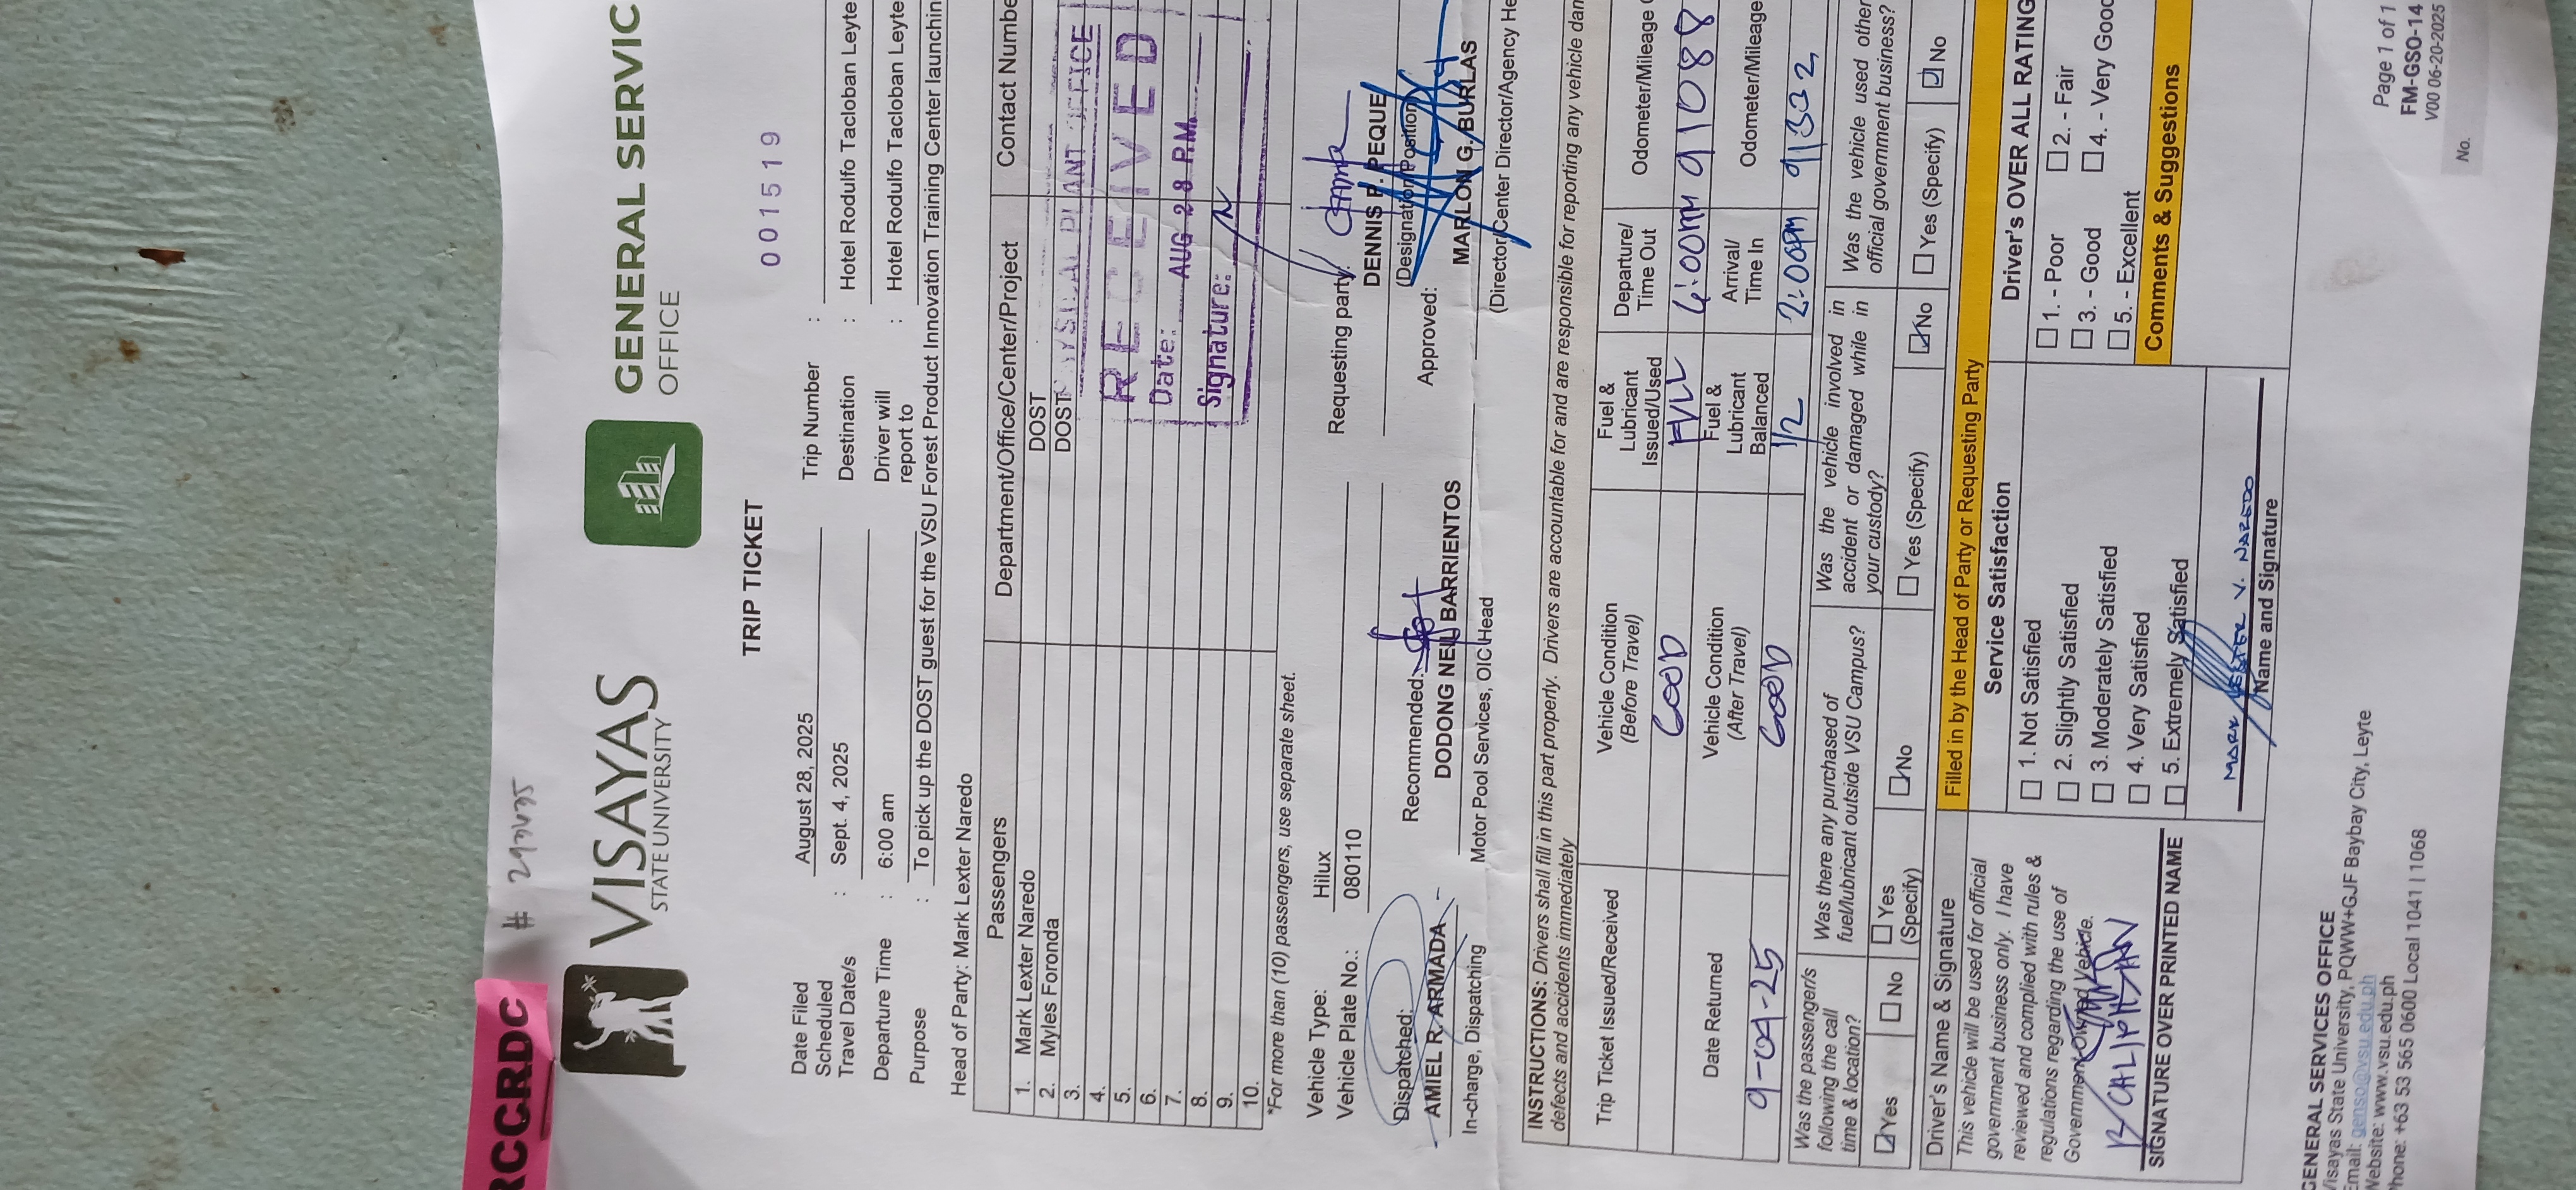 RCCRDC
VISAYAS
STATE UNIVERSITY
GENERAL SERVIC
OFFICE
TRIP TICKET
001519
Date Filed August 28, 2025 Trip Number :
Scheduled
Travel Date/s : Sept. 4, 2025 Destination : Hotel Rodulfo Tacloban Leyte
Departure Time : 6:00 am Driver will
report to : Hotel Rodulfo Tacloban Leyte
Purpose : To pick up the DOST guest for the VSU Forest Product Innovation Training Center launchin
Head of Party: Mark Lexter Naredo
Passengers Department/Office/Center/Project Contact Numbe
1. Mark Lexter Naredo DOST
2. Myles Foronda DOST
3.
4.
5.
6.
7.
8.
9.
10.
PHYSICAL PLANT OFFICE
RECEIVED
Date: AUG 28 P.M.
Signature:
*For more than (10) passengers, use separate sheet.
Vehicle Type: Hilux
Vehicle Plate No.: 080110
Requesting party:
DENNIS P. PEQUE
(Designation/Position)
Dispatched:
AMIEL R. ARMADA
In-charge, Dispatching
Recommended:
DODONG NEIL BARRIENTOS
Motor Pool Services, OIC Head
Approved:
MARLON G. BURLAS
(Director/Center Director/Agency He
INSTRUCTIONS: Drivers shall fill in this part properly. Drivers are accountable for and are responsible for reporting any vehicle dam
defects and accidents immediately
Trip Ticket Issued/Received Vehicle Condition
(Before Travel) Fuel &
Lubricant
Issued/Used Departure/
Time Out Odometer/Mileage
GOOD FULL 4:00AM 91088
Date Returned Vehicle Condition
(After Travel) Fuel &
Lubricant
Balanced Arrival/
Time In Odometer/Mileage
9-04-25 GOOD 1/2 2:00PM 91332
Was the passenger/s
following the call
time & location?
Yes No
Was there any purchased of
fuel/lubricant outside VSU Campus?
Yes
(Specify) No
Was the vehicle involved in
accident or damaged while in
your custody?
Yes (Specify) No
Was the vehicle used other
official government business?
Yes (Specify) No
Driver's Name & Signature
This vehicle will be used for official
government business only. I have
reviewed and complied with rules &
regulations regarding the use of
Government Owned Vehicle.
SIGNATURE OVER PRINTED NAME
Filled in by the Head of Party or Requesting Party
Service Satisfaction
1. Not Satisfied
2. Slightly Satisfied
3. Moderately Satisfied
4. Very Satisfied
5. Extremely Satisfied
Driver's OVER ALL RATING
1. - Poor 2. - Fair
3. - Good 4. - Very Good
5. - Excellent
Comments & Suggestions
MARK LEXTER V. NAREDO
Name and Signature
GENERAL SERVICES OFFICE
Visayas State University, PQWW+GJF Baybay City, Leyte
Email: genso@vsu.edu.ph
Website: www.vsu.edu.ph
Phone: +63 53 565 0600 Local 1041 | 1068
Page 1 of 1
FM-GSO-14
V00 06-20-2025
No.